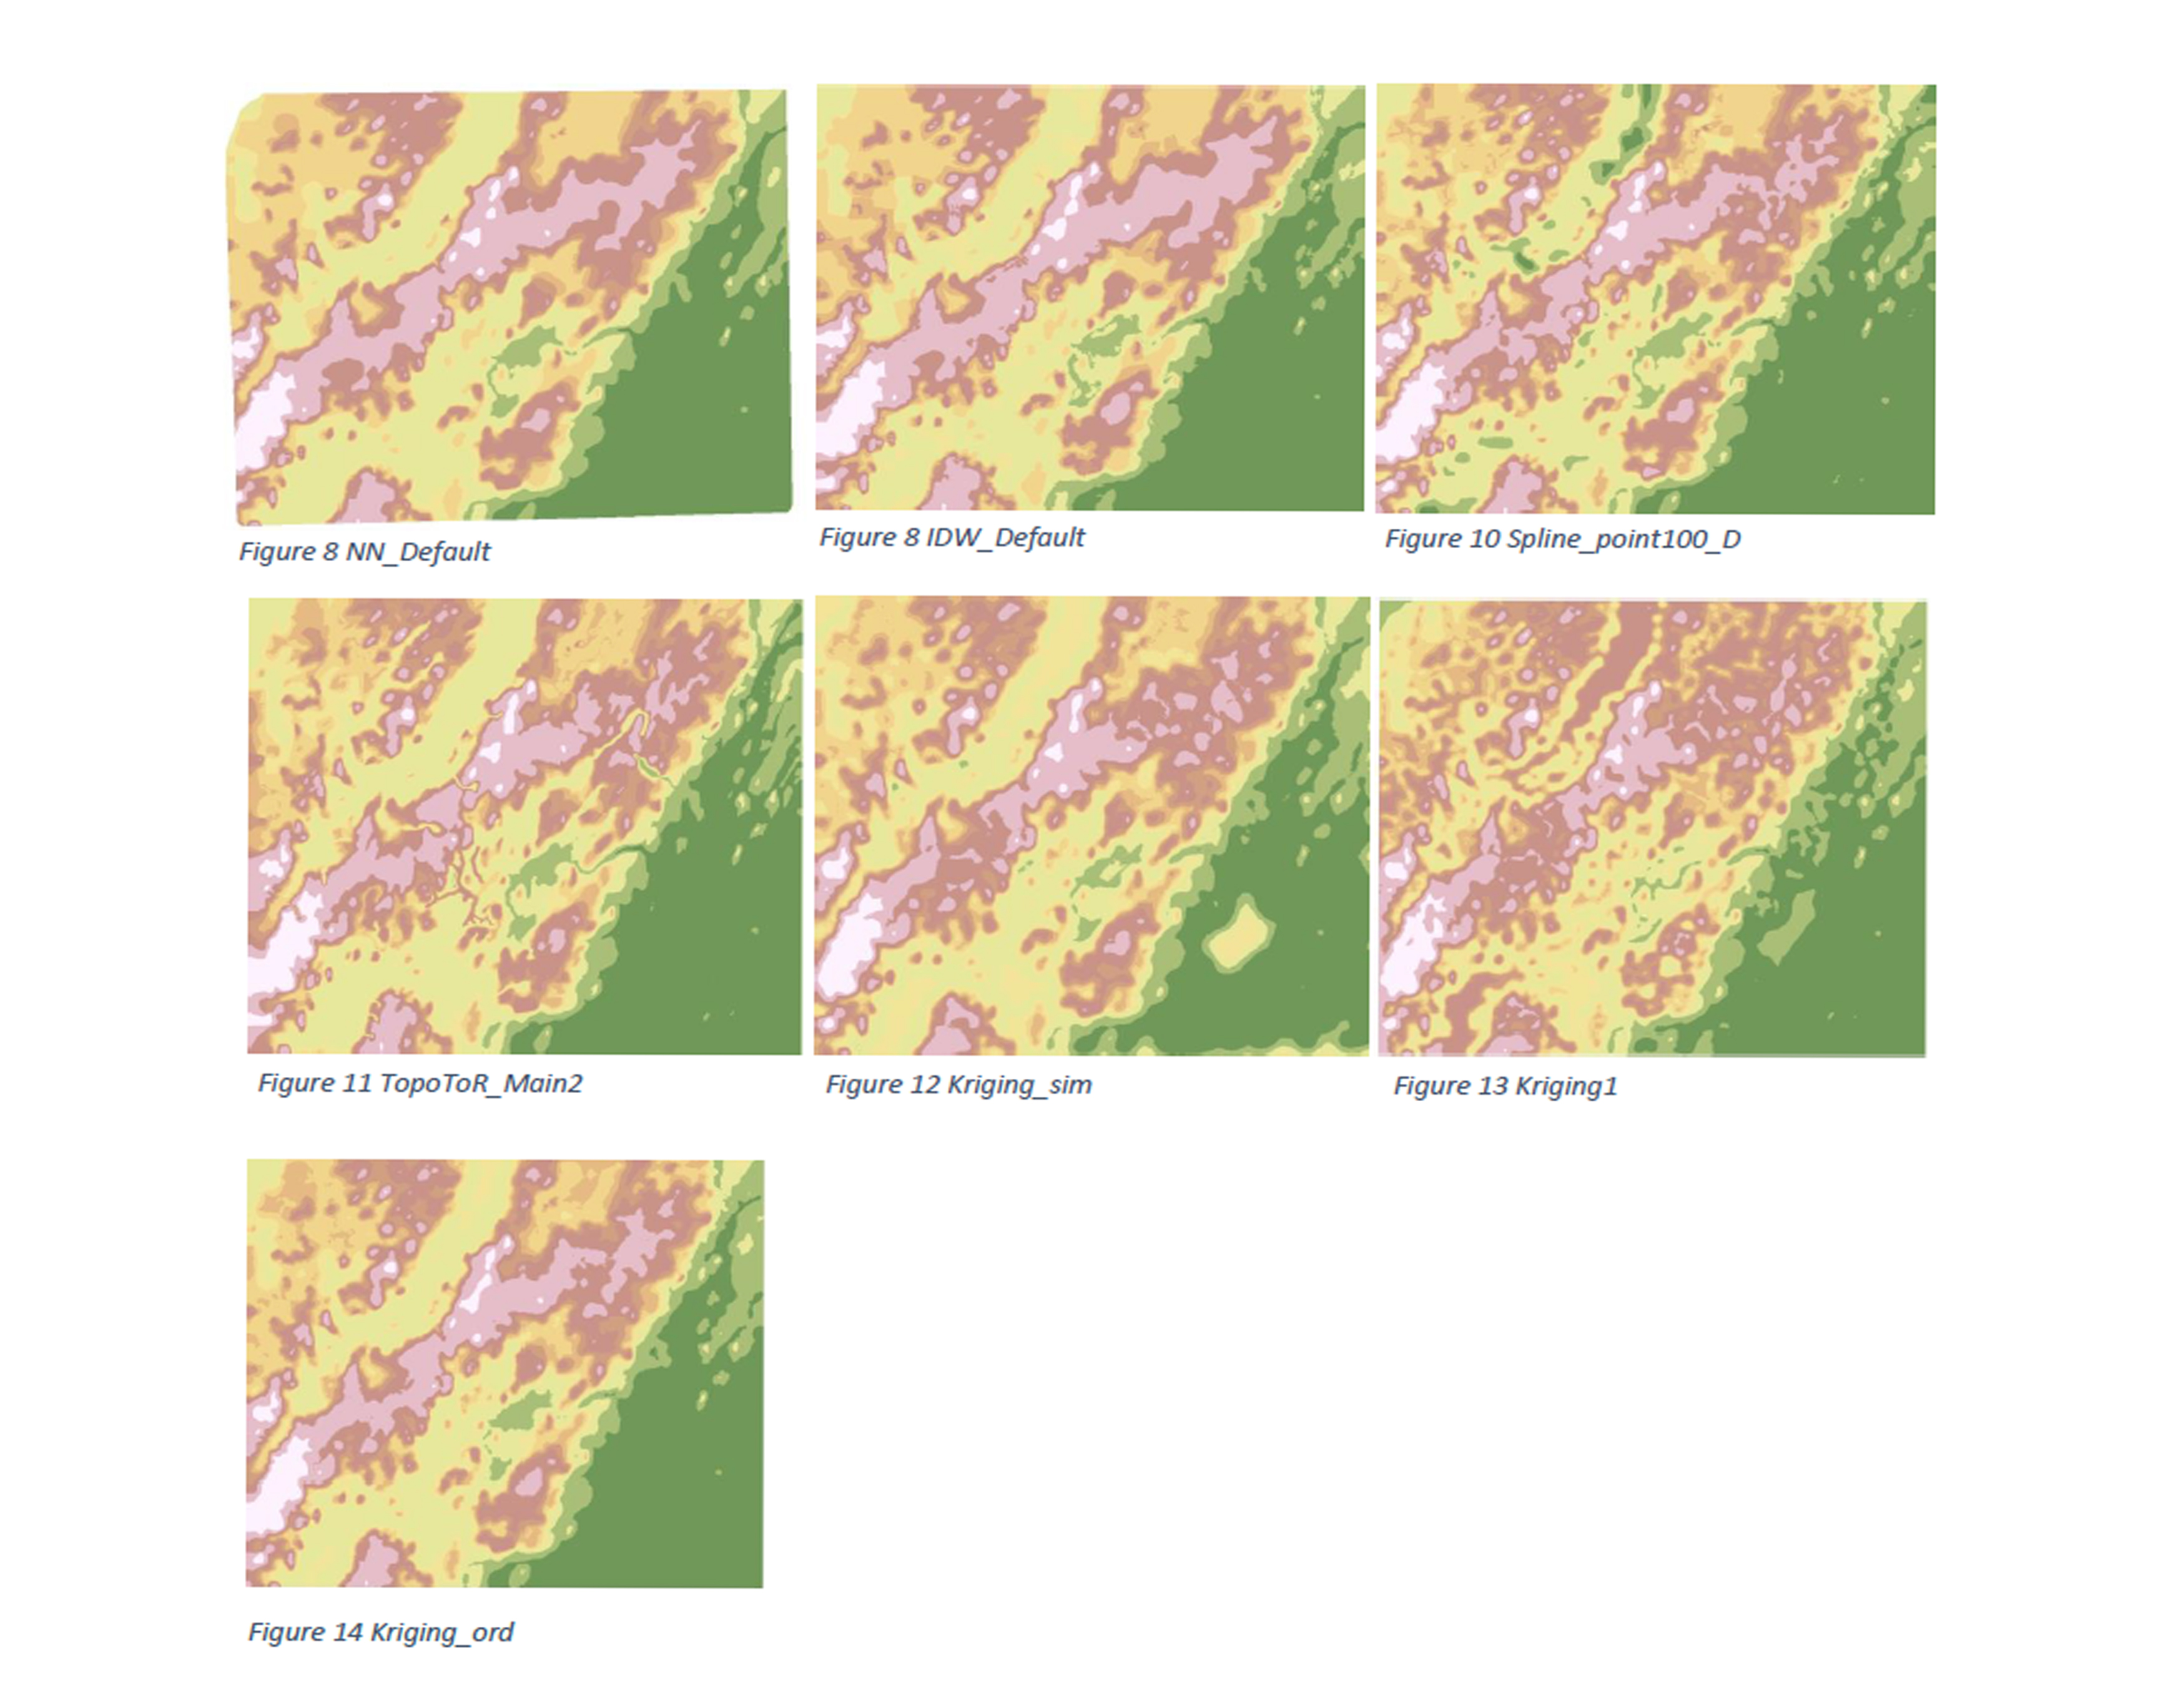 Figure 8 NN_Default
Figure 8 IDW_Default
Figure 10 Spline_point100_D
Figure 11 TopoToR_Main2
Figure 12 Kriging_sim
Figure 13 Kriging1
Figure 14 Kriging_ord